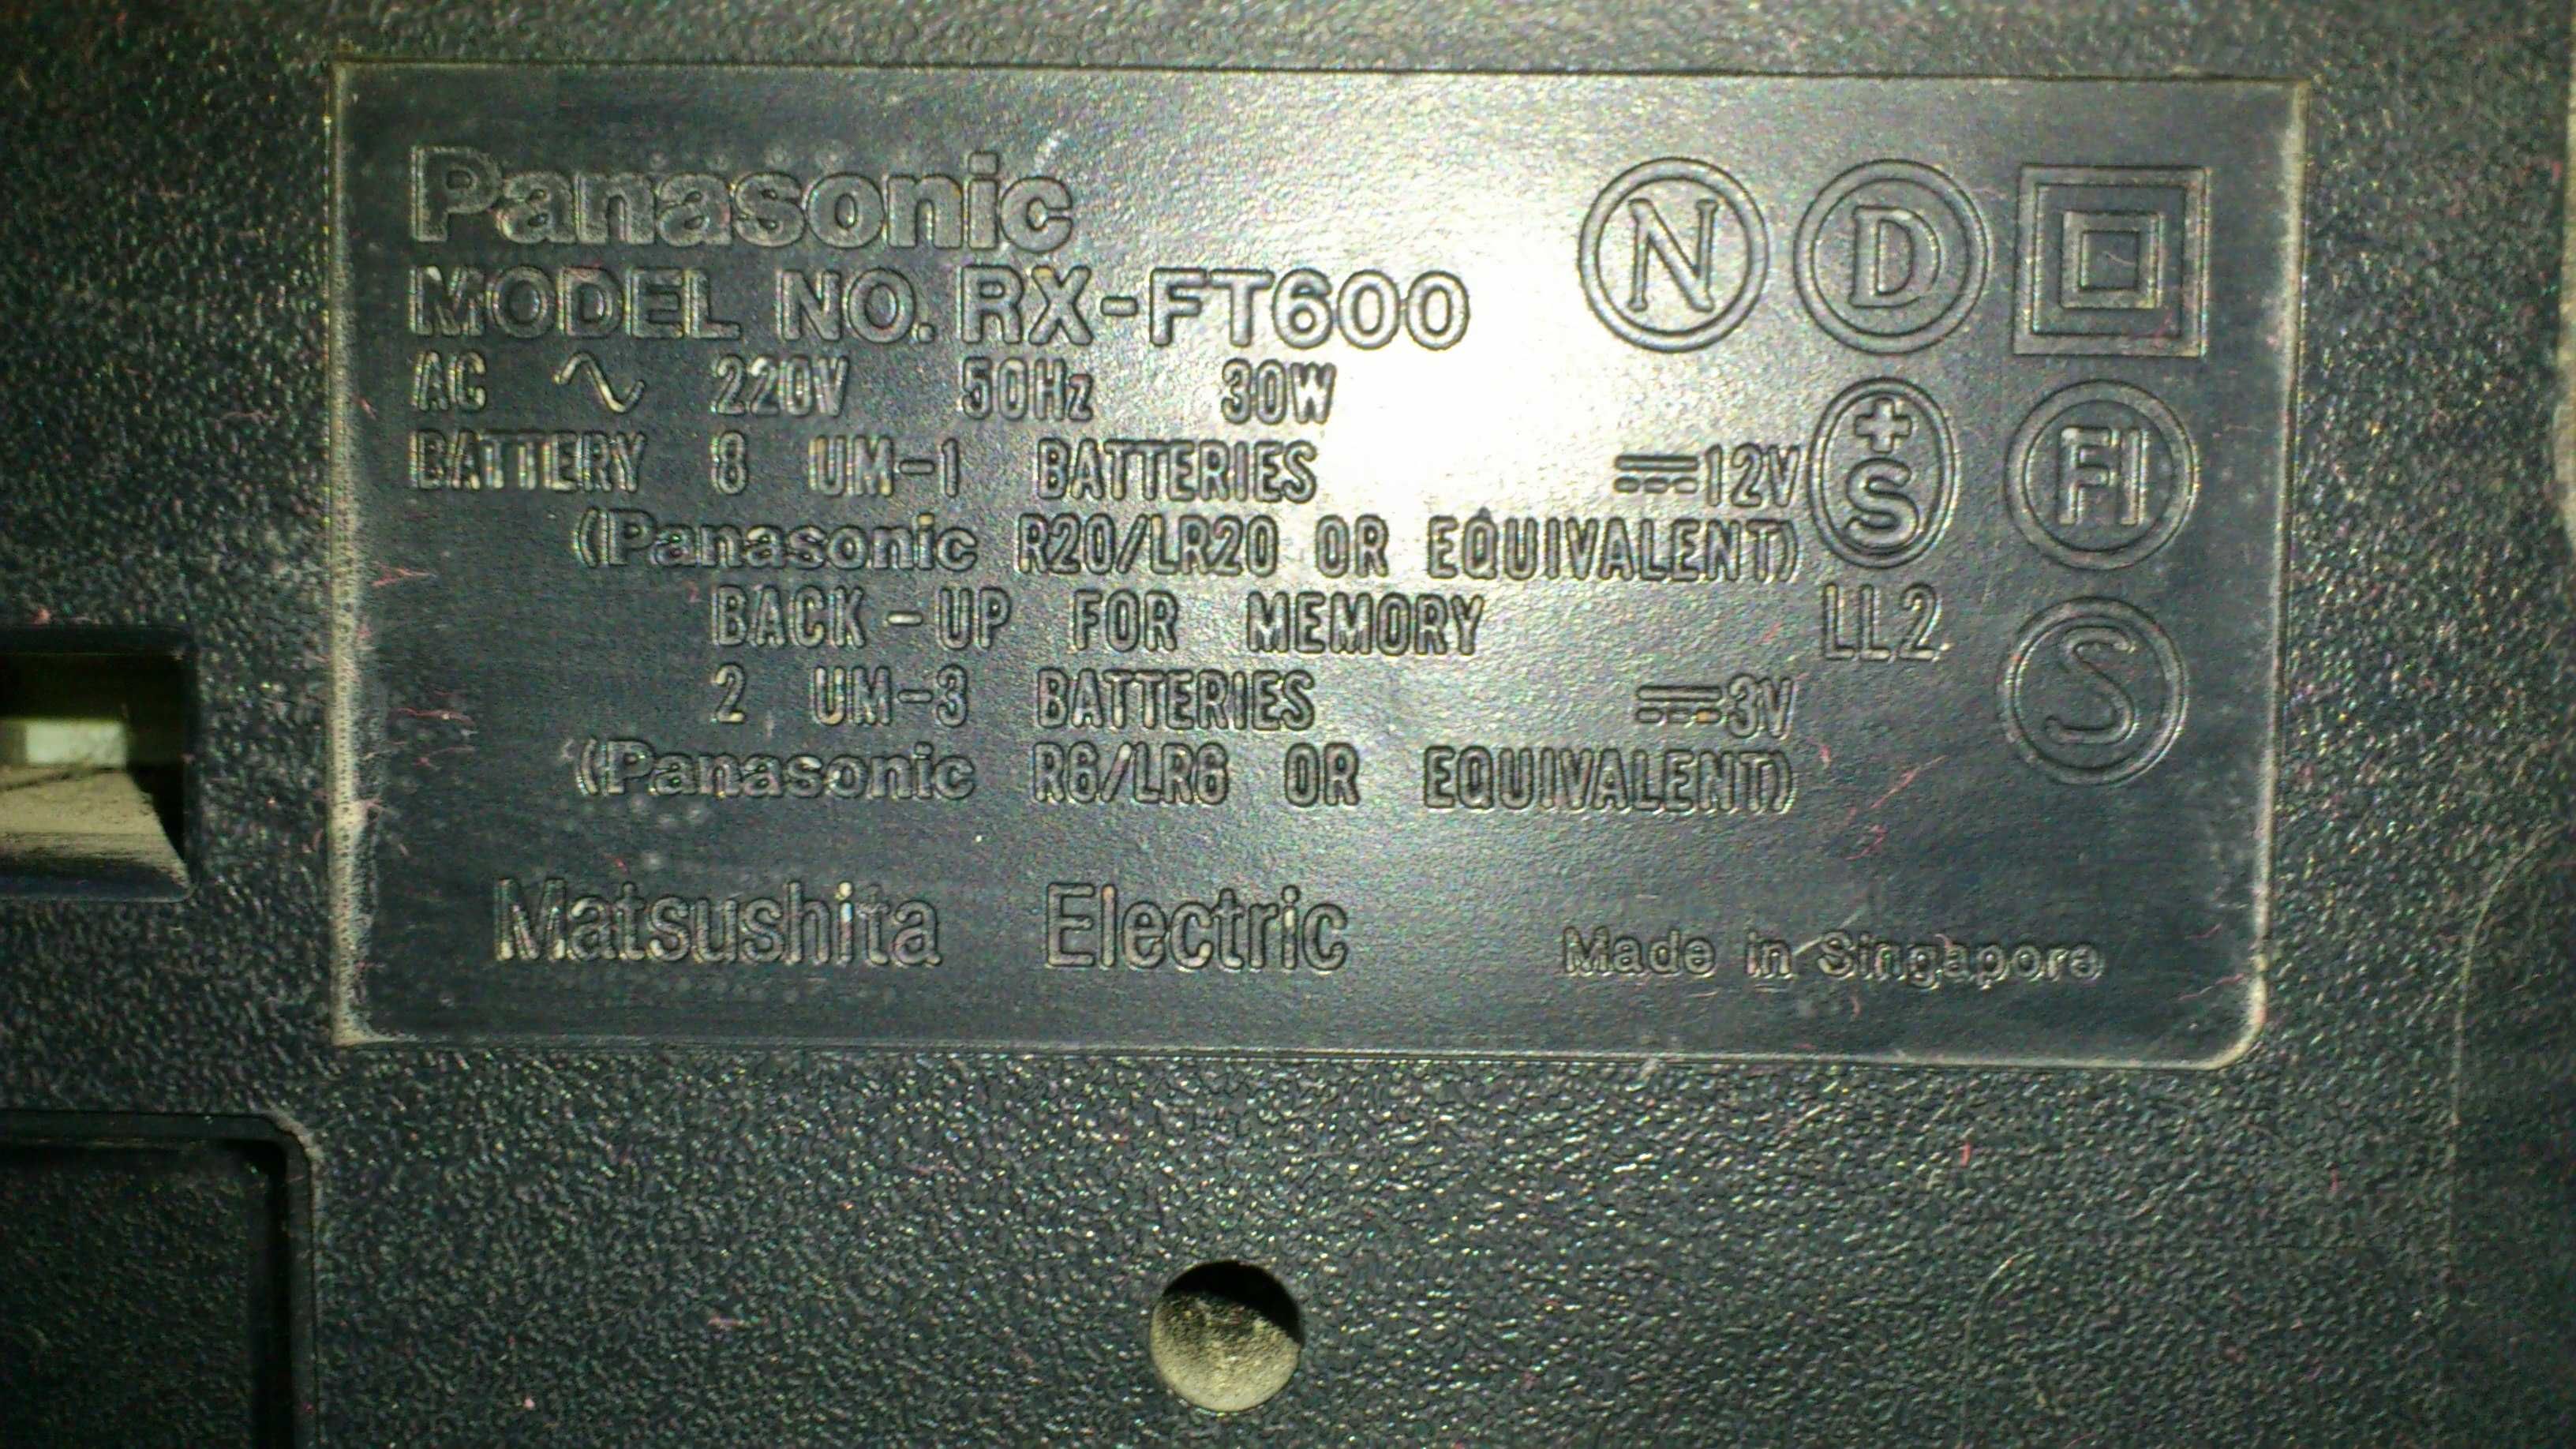 Panasonic
MODEL NO. RX-FT600
N D
AC ∿ 220V 50Hz 30W
BATTERY 8 UM-1 BATTERIES ⎓12V
+S FI
(Panasonic R20/LR20 OR EQUIVALENT)
BACK-UP FOR MEMORY
LL2
S
2 UM-3 BATTERIES ⎓3V
(Panasonic R6/LR6 OR EQUIVALENT)
Matsushita Electric
Made in Singapore